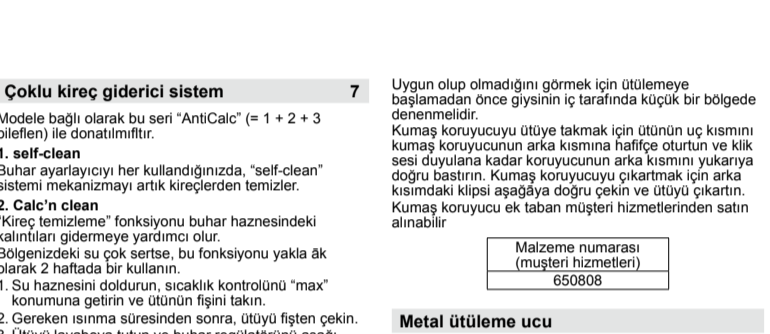 Çoklu kireç giderici sistem 7
Modele bağlı olarak bu seri “AntiCalc” (= 1 + 2 + 3
bileflen) ile donatılmıfltır.
1. self-clean
Buhar ayarlayıcıyı her kullandığınızda, “self-clean”
sistemi mekanizmayı artık kireçlerden temizler.
2. Calc’n clean
“Kireç temizleme” fonksiyonu buhar haznesindeki
kalıntıları gidermeye yardımcı olur.
Bölgenizdeki su çok sertse, bu fonksiyonu yakla āk
olarak 2 haftada bir kullanın.
1. Su haznesini doldurun, sıcaklık kontrolünü “max”
konumuna getirin ve ütünün fişini takın.
2. Gereken ısınma süresinden sonra, ütüyü fişten çekin.
Uygun olup olmadığını görmek için ütülemeye
başlamadan önce giysinin iç tarafında küçük bir bölgede
denenmelidir.
Kumaş koruyucuyu ütüye takmak için ütünün uç kısmını
kumaş koruyucunun arka kısmına hafifçe oturtun ve klik
sesi duyulana kadar koruyucunun arka kısmını yukarıya
doğru bastırın. Kumaş koruyucuyu çıkartmak için arka
kısımdaki klipsi aşağāya doğru çekin ve ütüyü çıkartın.
Kumaş koruyucu ek taban müşteri hizmetlerinden satın
alınabilir
Malzeme numarası
(muşteri hizmetleri)
650808
Metal ütüleme ucu